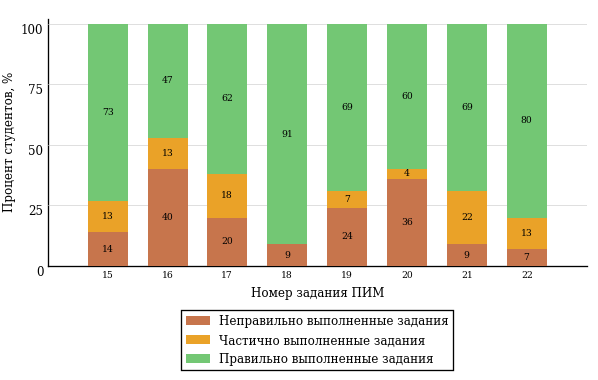 Процент студентов, %
100
75
50
25
0
73 47 62 91 69 60 69 80
13 13 18 7 4 22 13
14 40 20 9 24 36 9 7
15 16 17 18 19 20 21 22
Номер задания ПИМ
Неправильно выполненные задания
Частично выполненные задания
Правильно выполненные задания